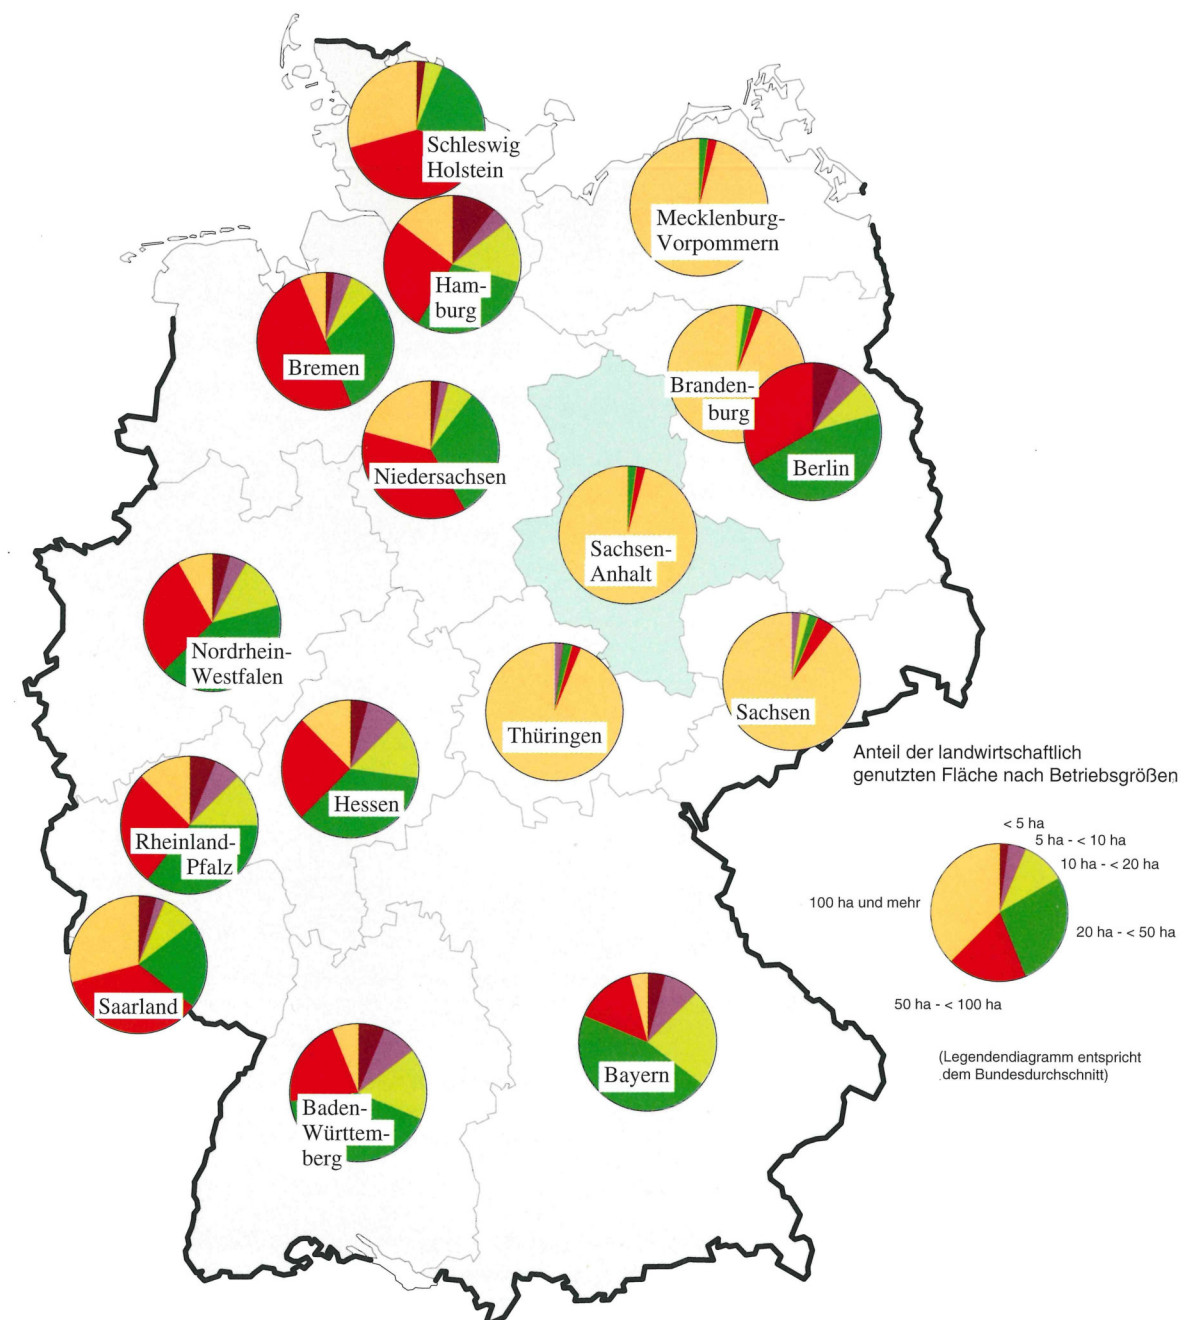 Schleswig
Holstein
Mecklenburg-
Vorpommern
Ham-
burg
Bremen
Branden-
burg
Berlin
Niedersachsen
Sachsen-
Anhalt
Nordrhein-
Westfalen
Thüringen
Sachsen
Hessen
Rheinland-
Pfalz
Saarland
Bayern
Baden-
Württem-
berg
Anteil der landwirtschaftlich
genutzten Fläche nach Betriebsgrößen
< 5 ha
5 ha - < 10 ha
10 ha - < 20 ha
100 ha und mehr
20 ha - < 50 ha
50 ha - < 100 ha
(Legendendiagramm entspricht
dem Bundesdurchschnitt)